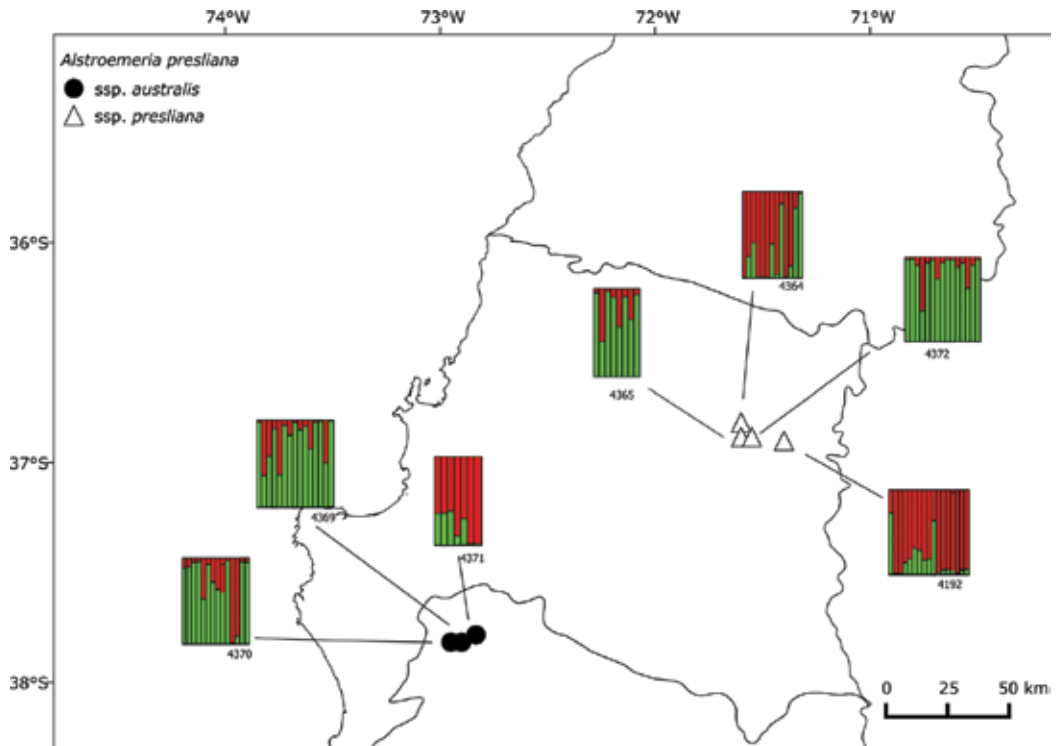 74°W 73°W 72°W 71°W
Alstroemeria presliana
ssp. australis
ssp. presliana
36°S
4364
4372
4365
37°S
4369
4371
4192
4370
38°S
0 25 50 km